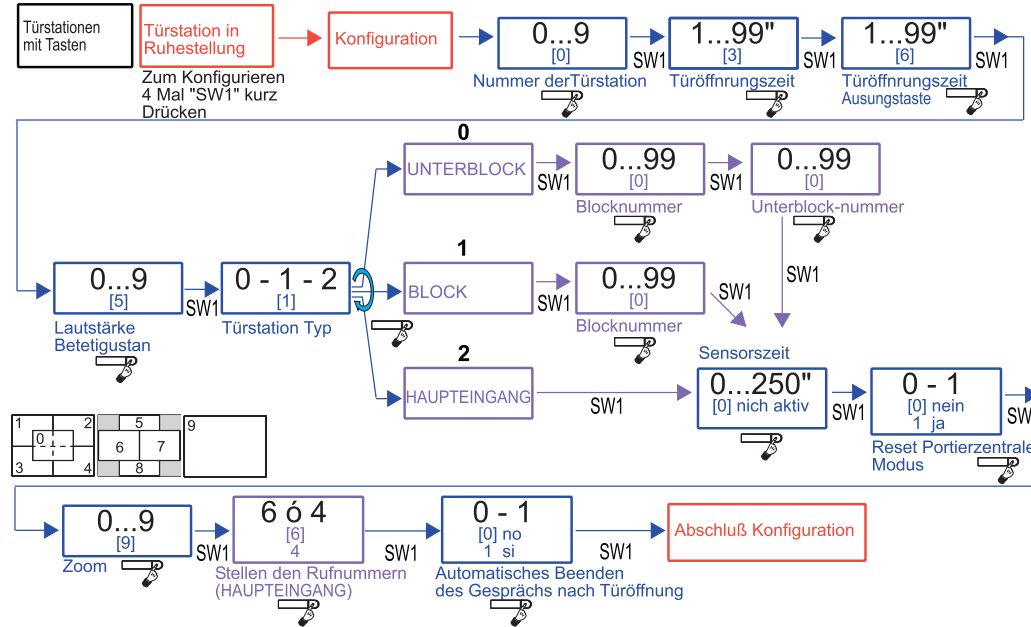 Türstationen
mit Tasten
Türstation in
Ruhestellung
Zum Konfigurieren
4 Mal "SW1" kurz
Drücken
Konfiguration
0...9
[0]
Nummer derTürstation
SW1
1...99"
[3]
Türöffnrungszeit
SW1
1...99"
[6]
Türöffnrungszeit
Ausungstaste
SW1
0
UNTERBLOCK
SW1
0...99
[0]
Blocknummer
SW1
0...99
[0]
Unterblock-nummer
SW1
0...9
[5]
Lautstärke
Betetigustan
SW1
0 - 1 - 2
[1]
Türstation Typ
1
BLOCK
SW1
0...99
[0]
Blocknummer
SW1
2
HAUPTEINGANG
SW1
Sensorszeit
0...250"
[0] nich aktiv
SW1
0 - 1
[0] nein
1 ja
Reset Portierzentrale
Modus
SW
1
2
0
3
4
5
6
7
8
9
0...9
[9]
Zoom
SW1
6 ó 4
[6]
4
Stellen den Rufnummern
(HAUPTEINGANG)
SW1
0 - 1
[0] no
1 si
Automatisches Beenden
des Gesprächs nach Türöffnung
SW1
Abschluß Konfiguration